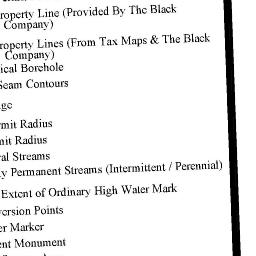 roperty Line (Provided By The Black
Company)
roperty Lines (From Tax Maps & The Black
Company)
ical Borehole
Seam Contours
ge
rmit Radius
mit Radius
ral Streams
y Permanent Streams (Intermittent / Perennial)
Extent of Ordinary High Water Mark
version Points
er Marker
ent Monument